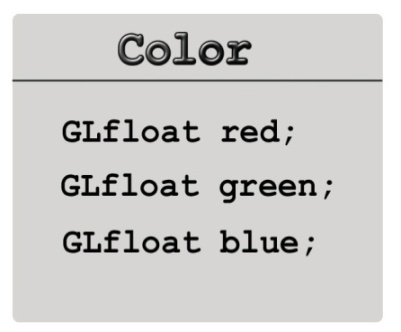 Color
GLfloat red;
GLfloat green;
GLfloat blue;